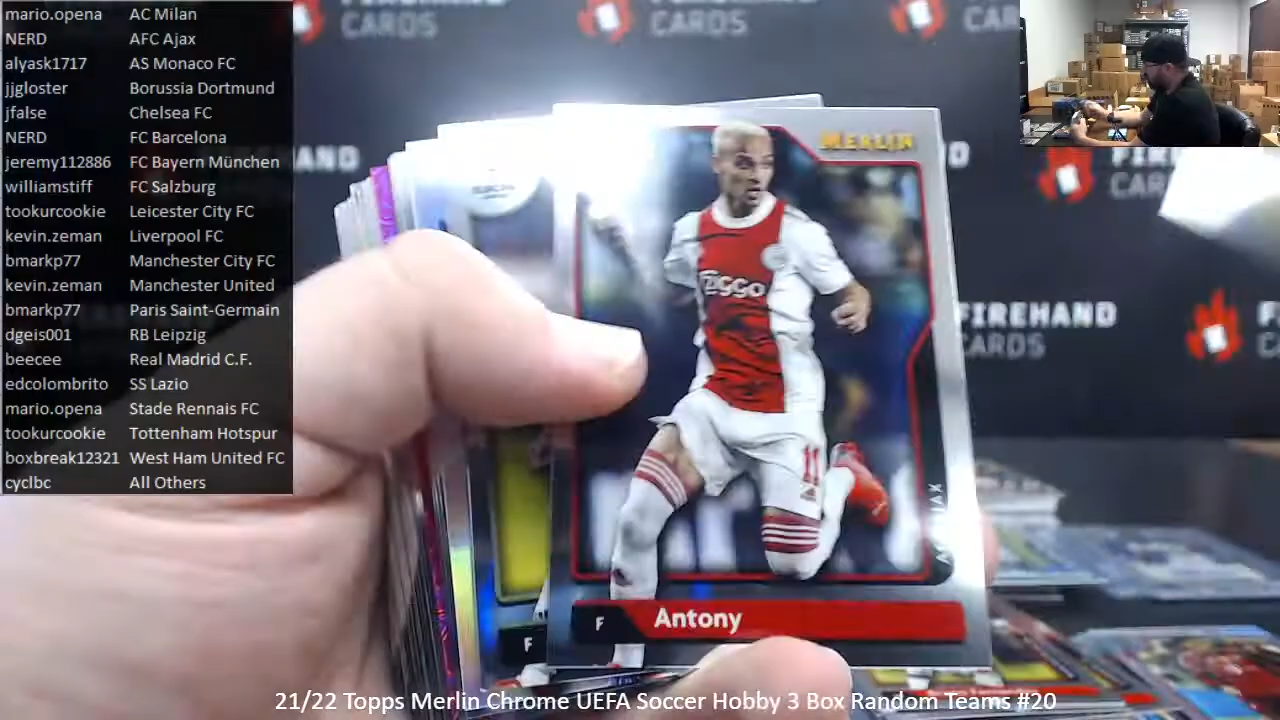 mario.opena AC Milan
NERD AFC Ajax
alyask1717 AS Monaco FC
jjgloster Borussia Dortmund
jfalse Chelsea FC
NERD FC Barcelona
jeremy112886 FC Bayern München
williamstiff FC Salzburg
tookurcookie Leicester City FC
kevin.zeman Liverpool FC
bmarkp77 Manchester City FC
kevin.zeman Manchester United
bmarkp77 Paris Saint-Germain
dgeis001 RB Leipzig
beecee Real Madrid C.F.
edcolombrito SS Lazio
mario.opena Stade Rennais FC
tookurcookie Tottenham Hotspur
boxbreak12321 West Ham United FC
cyclbc All Others
FIREHAND
CARDS
CARDS
MERLIN
FIREHAND
CARDS
Ziggo
11
F Antony
F
21/22 Topps Merlin Chrome UEFA Soccer Hobby 3 Box Random Teams #20